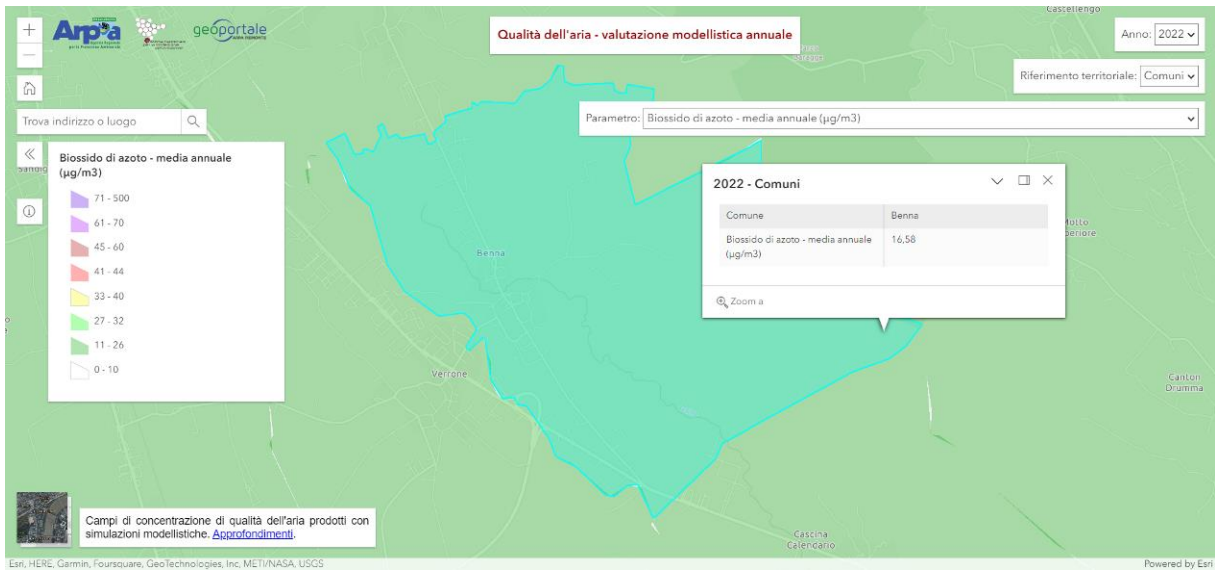 Castellengo
+
Arpa
geoportale
ARPA PIEMONTE
Qualità dell'aria - valutazione modellistica annuale
Anno: 2022
−
Riferimento territoriale: Comuni
Trova indirizzo o luogo
Parametro: Biossido di azoto - media annuale (µg/m3)
Biossido di azoto - media annuale
(µg/m3)
71 - 500
61 - 70
45 - 60
41 - 44
33 - 40
27 - 32
11 - 26
0 - 10
2022 - Comuni
Comune Benna
Biossido di azoto - media annuale 16,58
(µg/m3)
Zoom a
Benna
Verrone
Canton
Drumma
Cascina
Calendario
Campi di concentrazione di qualità dell'aria prodotti con
simulazioni modellistiche. Approfondimenti.
Esri, HERE, Garmin, Foursquare, GeoTechnologies, Inc, METI/NASA, USGS
Powered by Esri